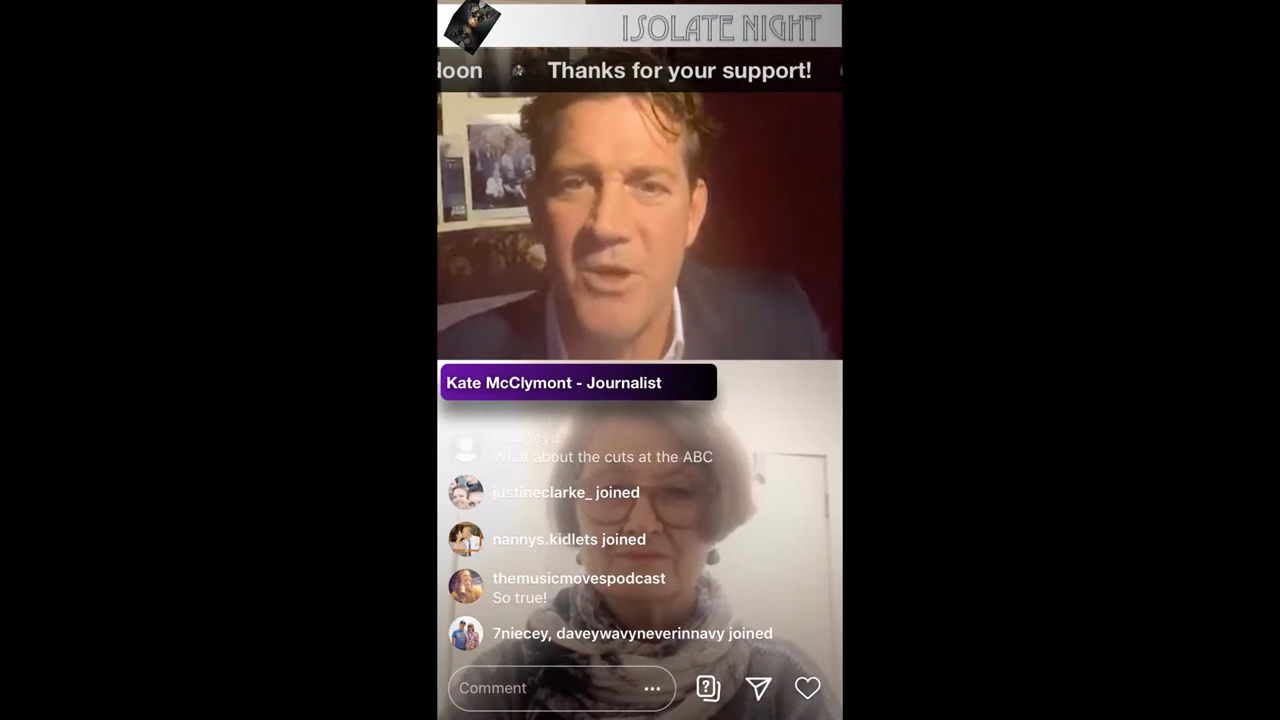 ISOLATE NIGHT
doon Thanks for your support!
Kate McClymont - Journalist
What about the cuts at the ABC
justineclarke_ joined
nannys.kidlets joined
themusicmovespodcast
So true!
7niecey, daveywavyneverinnavy joined
Comment